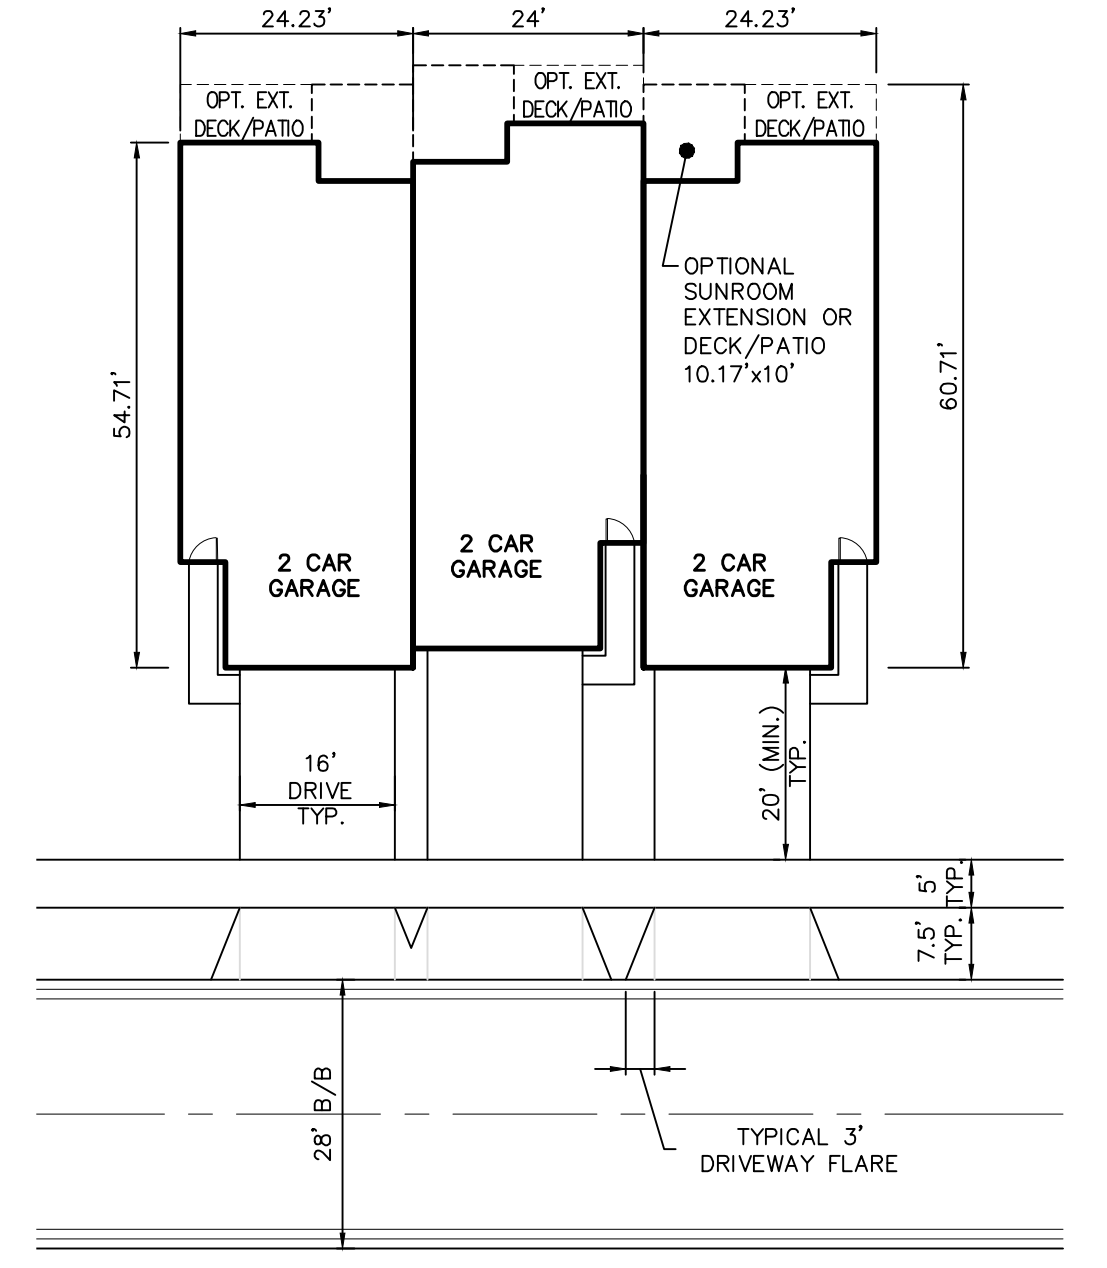 24.23'
24'
24.23'
OPT. EXT.
DECK/PATIO
OPT. EXT.
DECK/PATIO
OPT. EXT.
DECK/PATIO
OPTIONAL
SUNROOM
EXTENSION OR
DECK/PATIO
10.17'x10'
54.71'
60.71'
2 CAR
GARAGE
2 CAR
GARAGE
2 CAR
GARAGE
16'
DRIVE
TYP.
20' (MIN.)
TYP.
5'
TYP.
7.5'
TYP.
28' B/B
TYPICAL 3'
DRIVEWAY FLARE